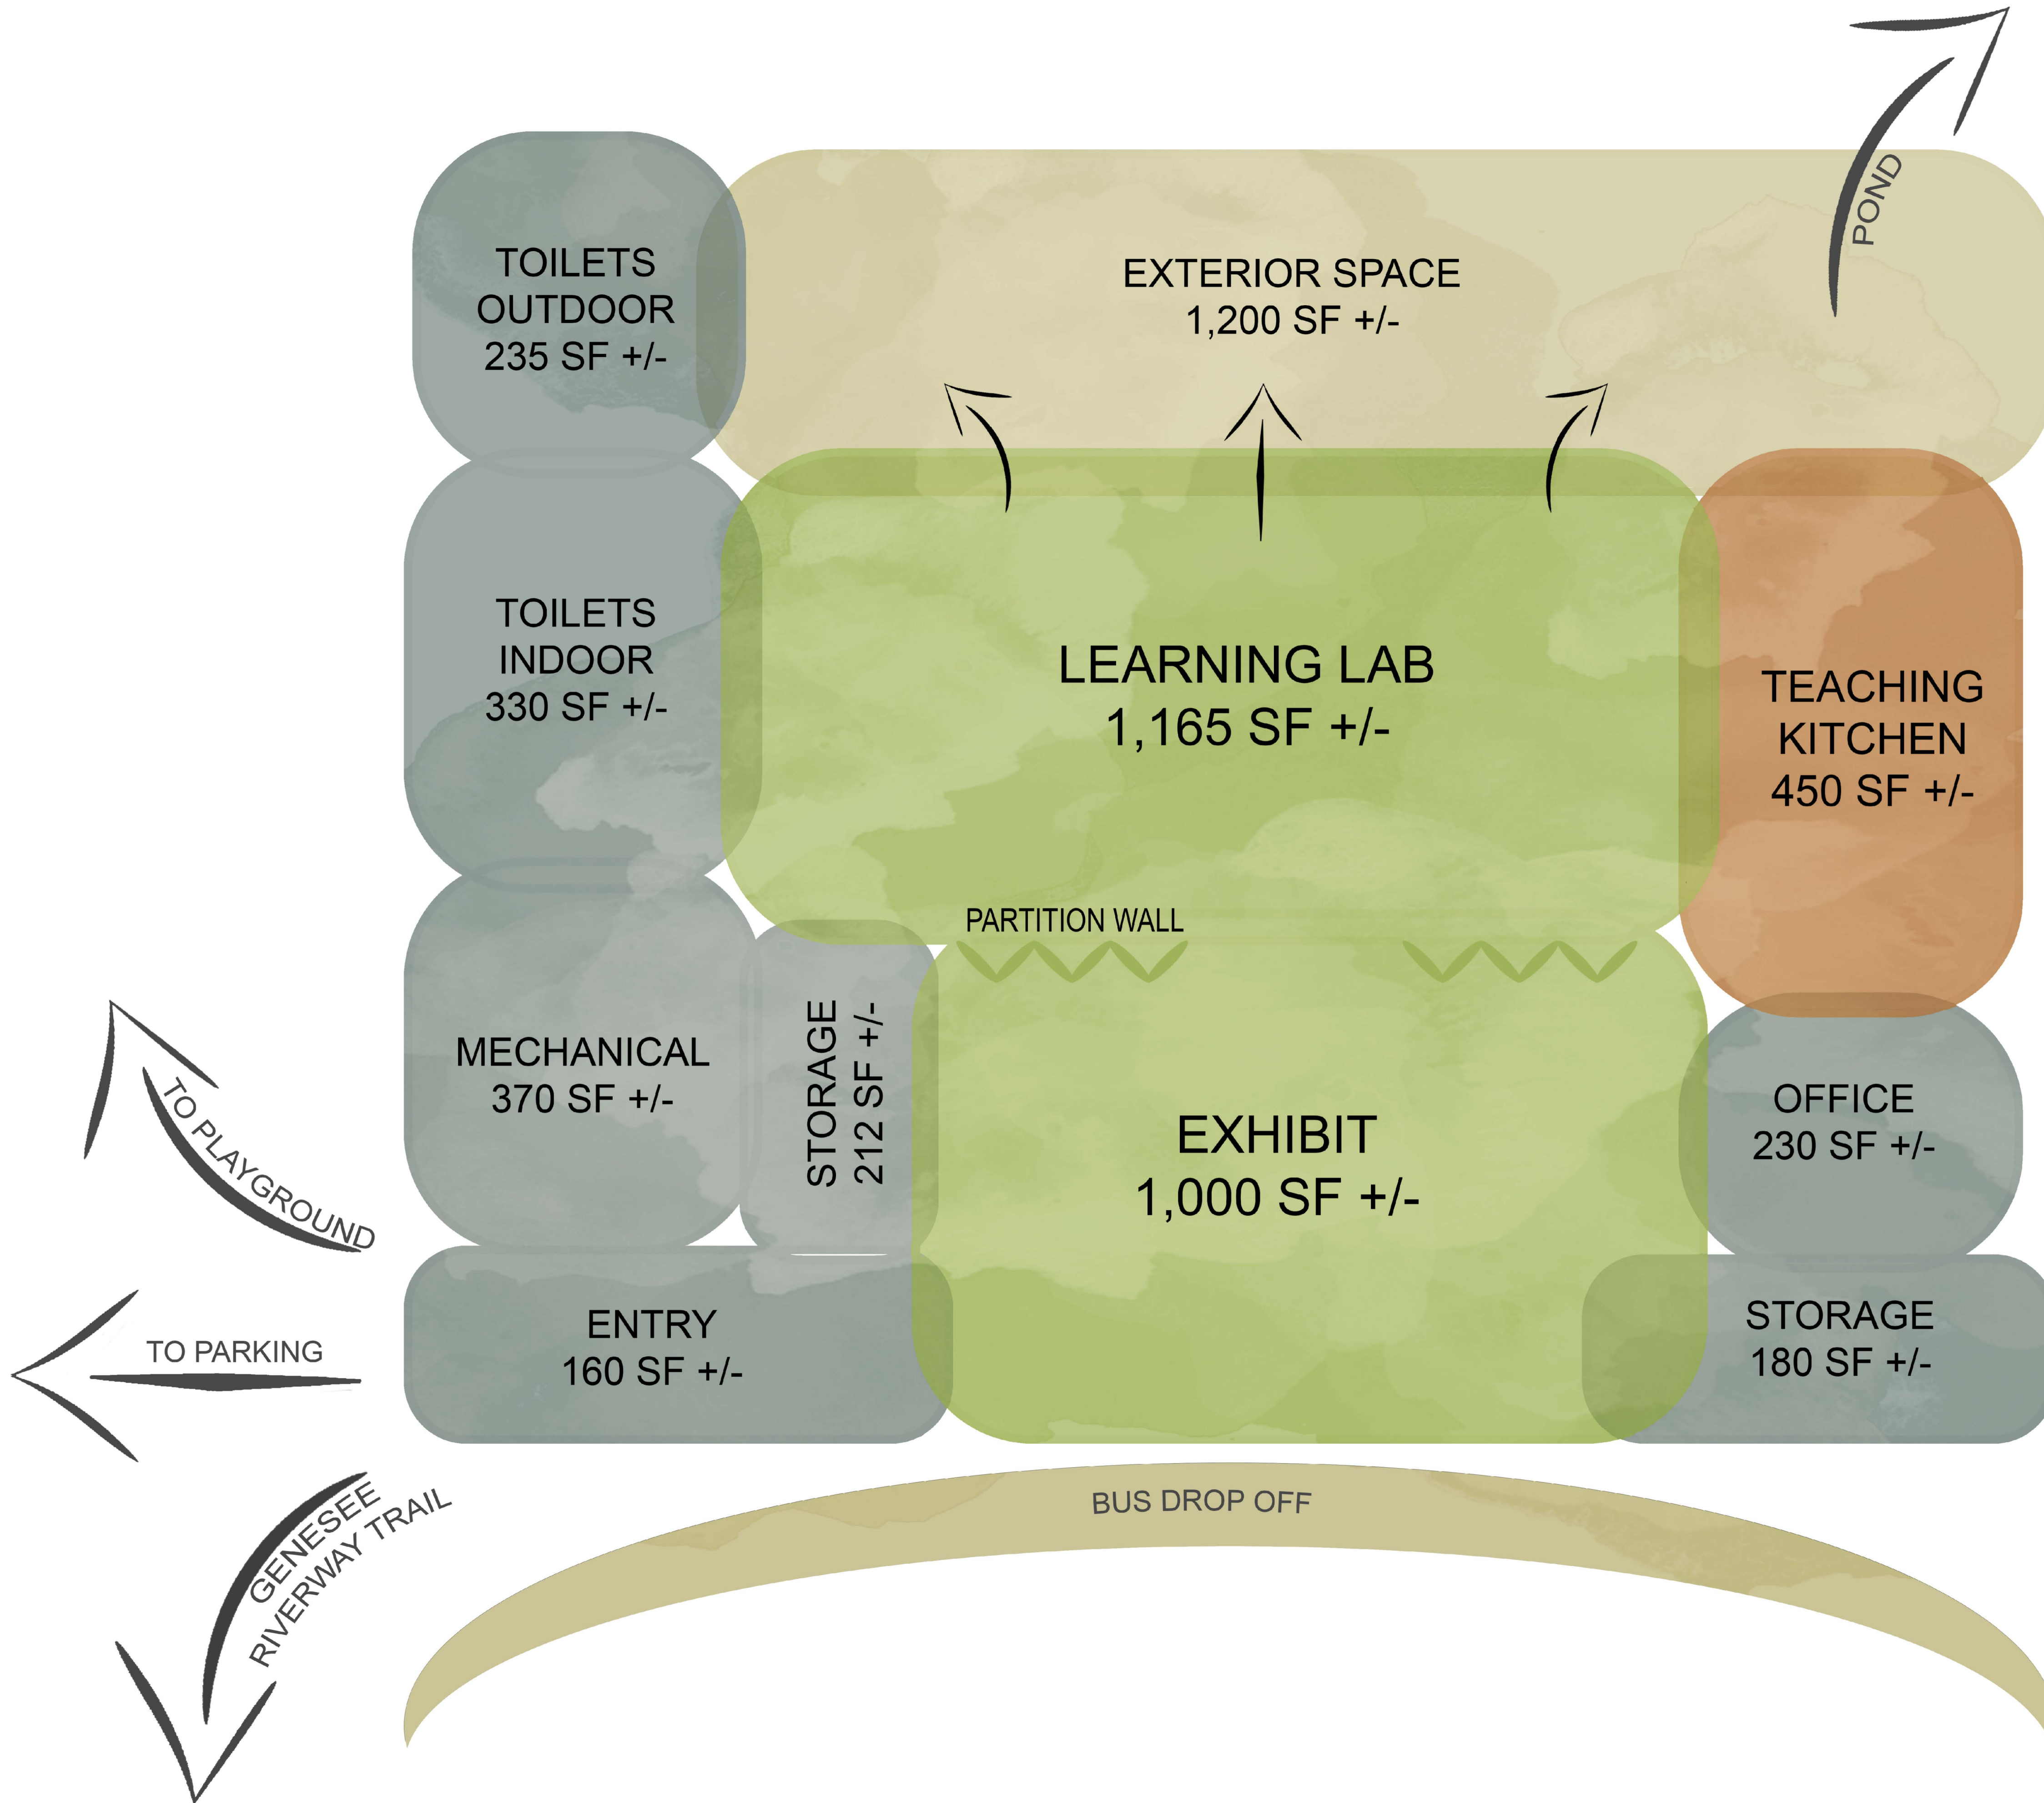 POND
TOILETS
OUTDOOR
235 SF +/-
EXTERIOR SPACE
1,200 SF +/-
TOILETS
INDOOR
330 SF +/-
LEARNING LAB
1,165 SF +/-
TEACHING
KITCHEN
450 SF +/-
PARTITION WALL
MECHANICAL
370 SF +/-
STORAGE
212 SF +/-
EXHIBIT
1,000 SF +/-
OFFICE
230 SF +/-
TO PLAYGROUND
ENTRY
160 SF +/-
STORAGE
180 SF +/-
TO PARKING
GENESEE
RIVERWAY TRAIL
BUS DROP OFF